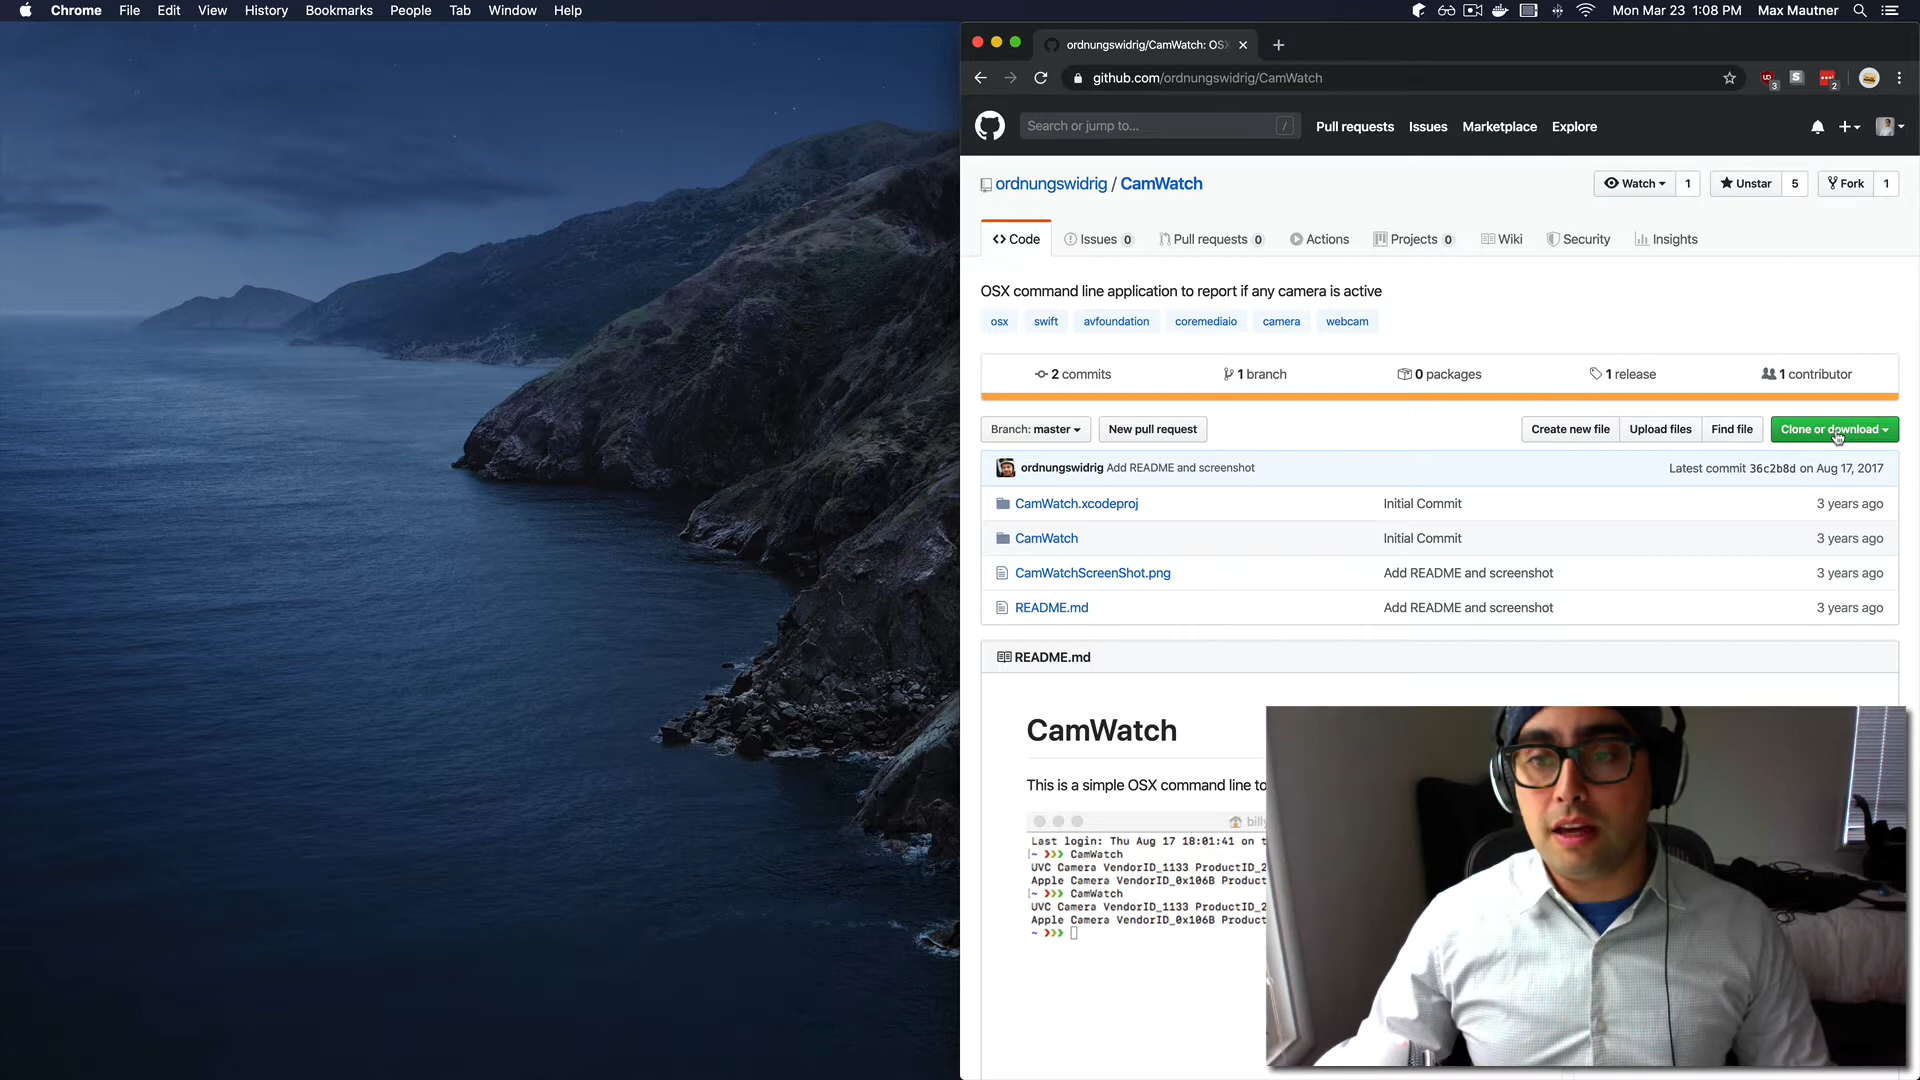 Chrome File Edit View History Bookmarks People Tab Window Help
Mon Mar 23 1:08 PM Max Mautner
ordnungswidrig/CamWatch: OSX
github.com/ordnungswidrig/CamWatch
3
S
2
Search or jump to... /
Pull requests Issues Marketplace Explore
ordnungswidrig / CamWatch
Watch 1 Unstar 5 Fork 1
Code Issues 0 Pull requests 0 Actions Projects 0 Wiki Security Insights
OSX command line application to report if any camera is active
osx swift avfoundation coremediaio camera webcam
2 commits 1 branch 0 packages 1 release 1 contributor
Branch: master New pull request Create new file Upload files Find file Clone or download
ordnungswidrig Add README and screenshot Latest commit 36c2b8d on Aug 17, 2017
CamWatch.xcodeproj Initial Commit 3 years ago
CamWatch Initial Commit 3 years ago
CamWatchScreenShot.png Add README and screenshot 3 years ago
README.md Add README and screenshot 3 years ago
README.md
CamWatch
This is a simple OSX command line to
billy
Last login: Thu Aug 17 18:01:41 on t
[~ >>> CamWatch
UVC Camera VendorID_1133 ProductID_2
Apple Camera VendorID_0x106B Product
[~ >>> CamWatch
UVC Camera VendorID_1133 ProductID_2
Apple Camera VendorID_0x106B Product
~ >>>